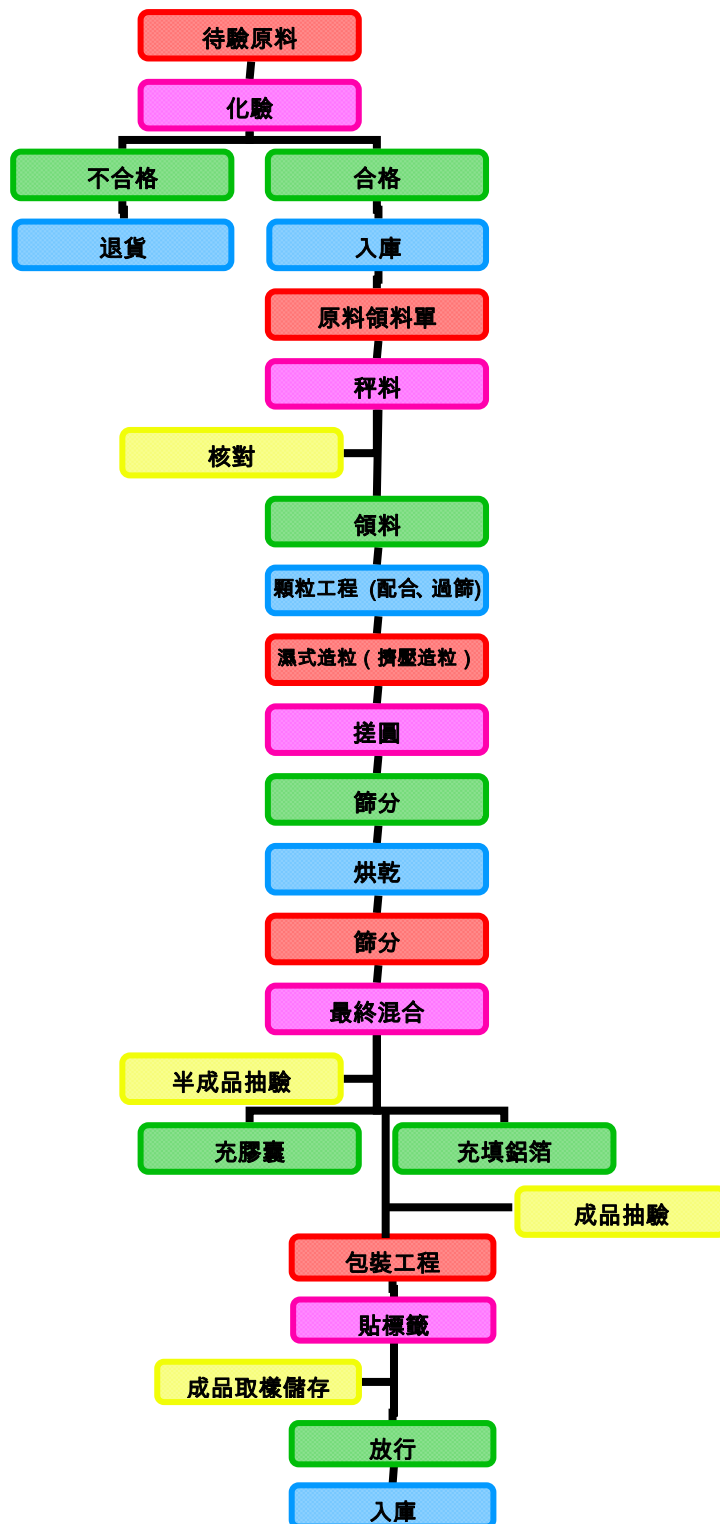 待驗原料
化驗
不合格
合格
退貨
入庫
原料領料單
秤料
核對
領料
顆粒工程 (配合、過篩)
濕式造粒 ( 擠壓造粒 )
搓圓
篩分
烘乾
篩分
最終混合
半成品抽驗
充膠囊
充填鋁箔
成品抽驗
包裝工程
貼標籤
成品取樣儲存
放行
入庫